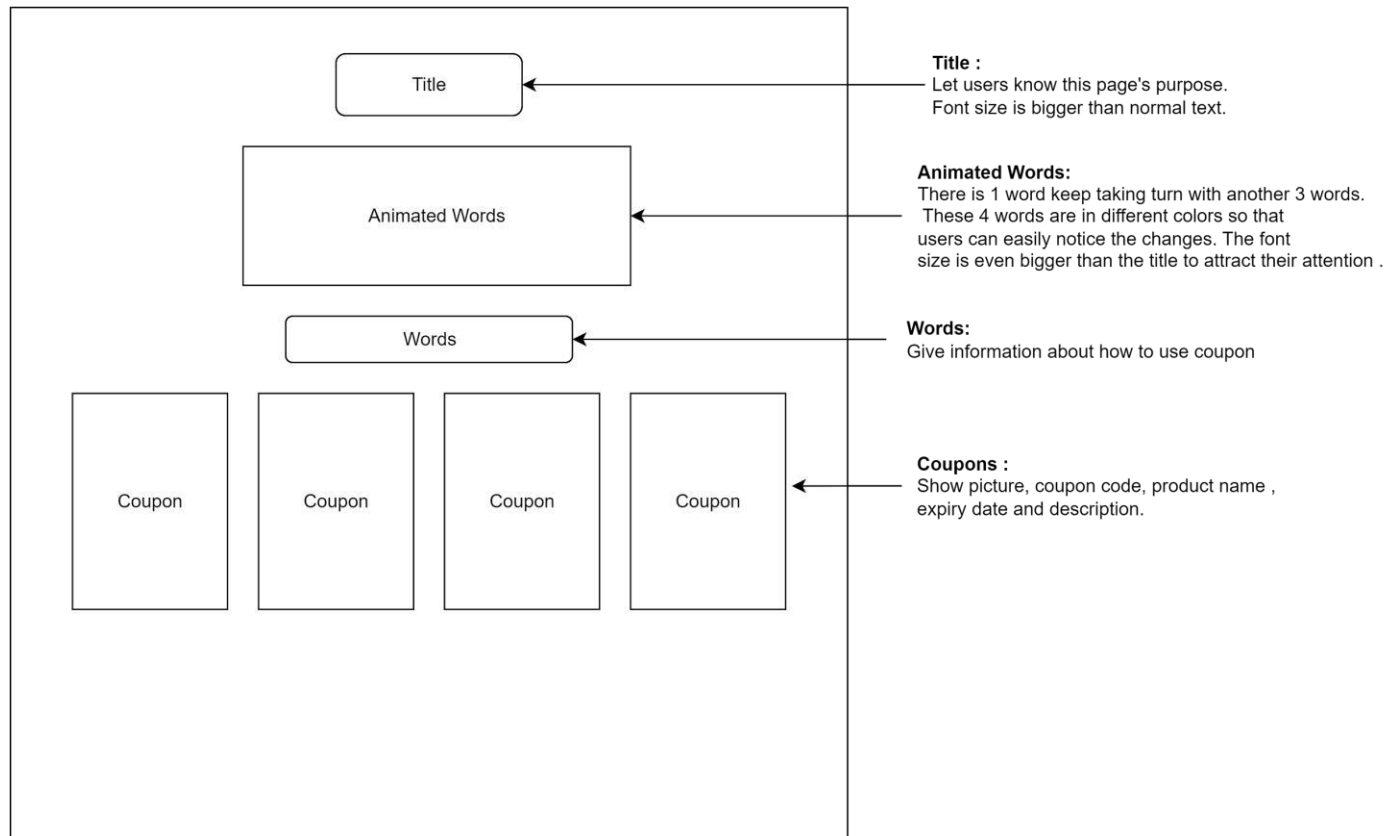 Title
Title :
Let users know this page's purpose.
Font size is bigger than normal text.
Animated Words
Animated Words:
There is 1 word keep taking turn with another 3 words.
These 4 words are in different colors so that
users can easily notice the changes. The font
size is even bigger than the title to attract their attention .
Words
Words:
Give information about how to use coupon
Coupon
Coupon
Coupon
Coupon
Coupons :
Show picture, coupon code, product name ,
expiry date and description.